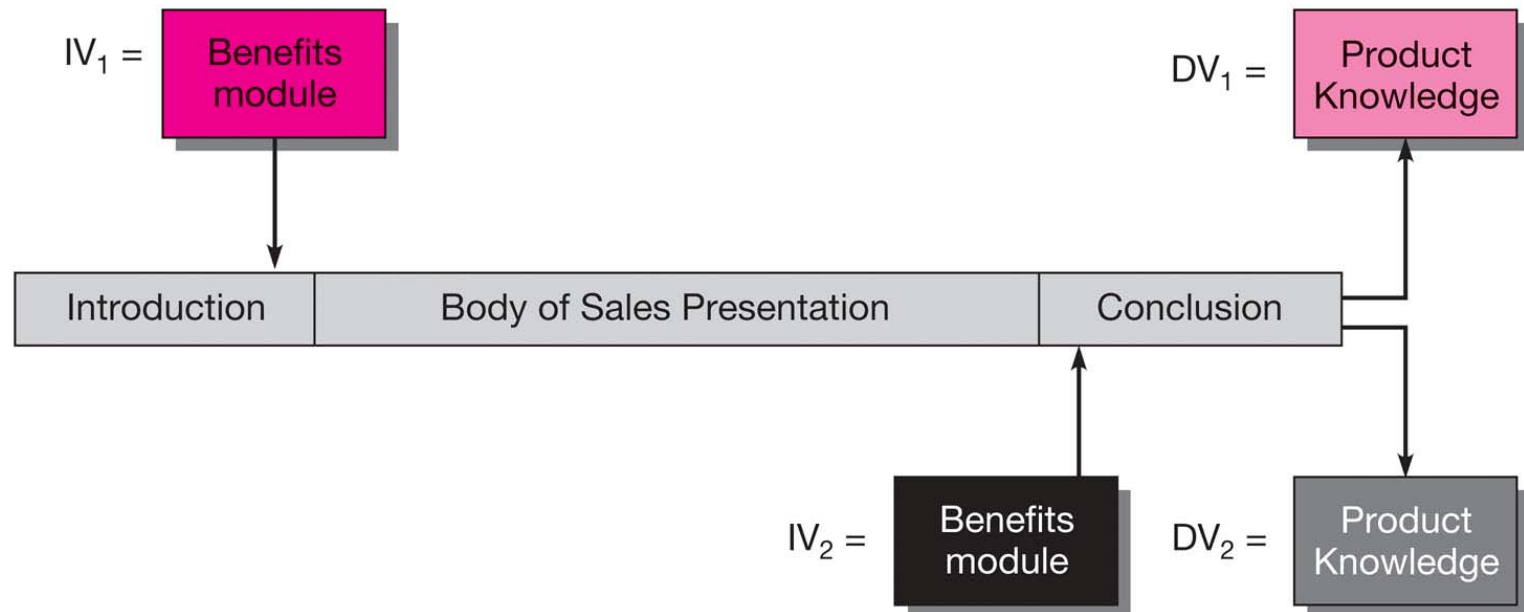 IV₁ =
Benefits
module
DV₁ =
Product
Knowledge
Introduction
Body of Sales Presentation
Conclusion
IV₂ =
Benefits
module
DV₂ =
Product
Knowledge